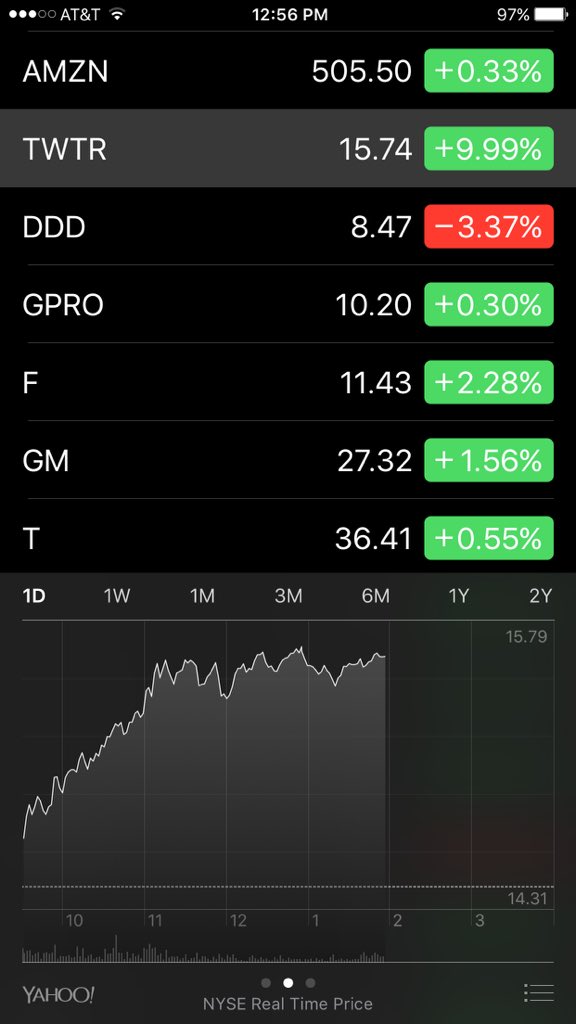 AT&T 12:56 PM 97%
AMZN 505.50 +0.33%
TWTR 15.74 +9.99%
DDD 8.47 −3.37%
GPRO 10.20 +0.30%
F 11.43 +2.28%
GM 27.32 +1.56%
T 36.41 +0.55%
1D 1W 1M 3M 6M 1Y 2Y
15.79
14.31
10 11 12 1 2 3
YAHOO!
NYSE Real Time Price